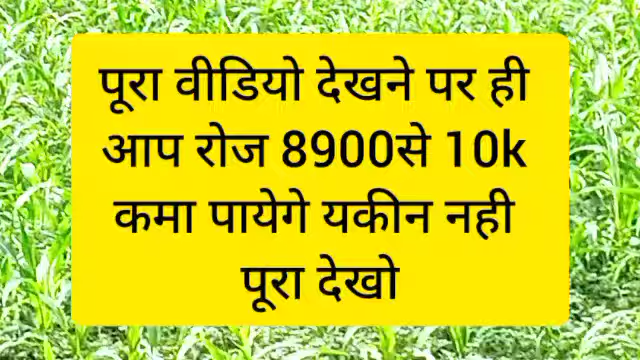 पूरा वीडियो देखने पर ही
आप रोज 8900से 10k
कमा पायेगे यकीन नही
पूरा देखो